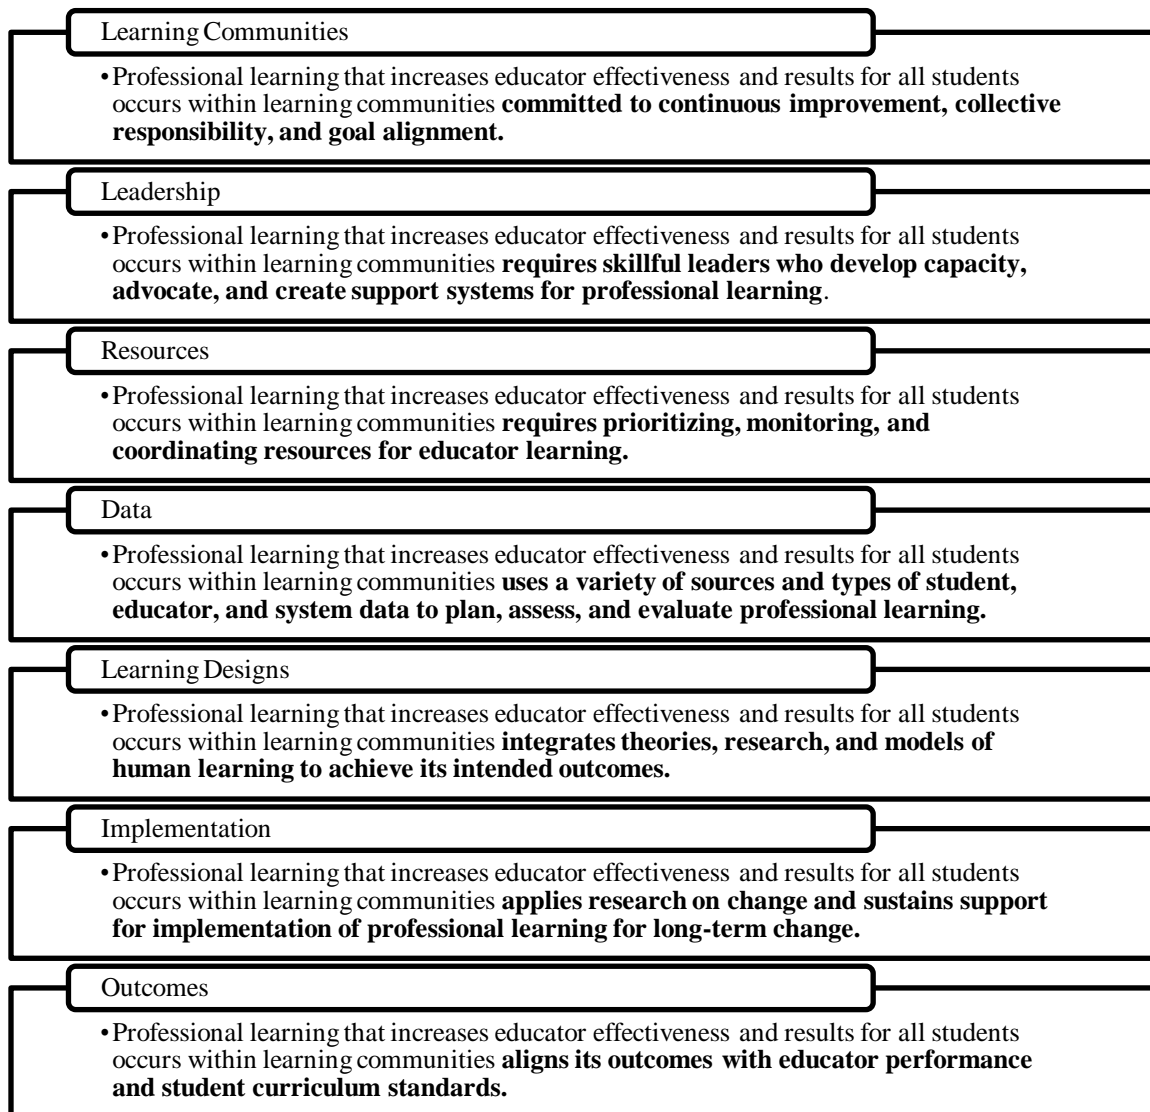 Learning Communities
•Professional learning that increases educator effectiveness and results for all students
occurs within learning communities committed to continuous improvement, collective
responsibility, and goal alignment.
Leadership
•Professional learning that increases educator effectiveness and results for all students
occurs within learning communities requires skillful leaders who develop capacity,
advocate, and create support systems for professional learning.
Resources
•Professional learning that increases educator effectiveness and results for all students
occurs within learning communities requires prioritizing, monitoring, and
coordinating resources for educator learning.
Data
•Professional learning that increases educator effectiveness and results for all students
occurs within learning communities uses a variety of sources and types of student,
educator, and system data to plan, assess, and evaluate professional learning.
Learning Designs
•Professional learning that increases educator effectiveness and results for all students
occurs within learning communities integrates theories, research, and models of
human learning to achieve its intended outcomes.
Implementation
•Professional learning that increases educator effectiveness and results for all students
occurs within learning communities applies research on change and sustains support
for implementation of professional learning for long-term change.
Outcomes
•Professional learning that increases educator effectiveness and results for all students
occurs within learning communities aligns its outcomes with educator performance
and student curriculum standards.